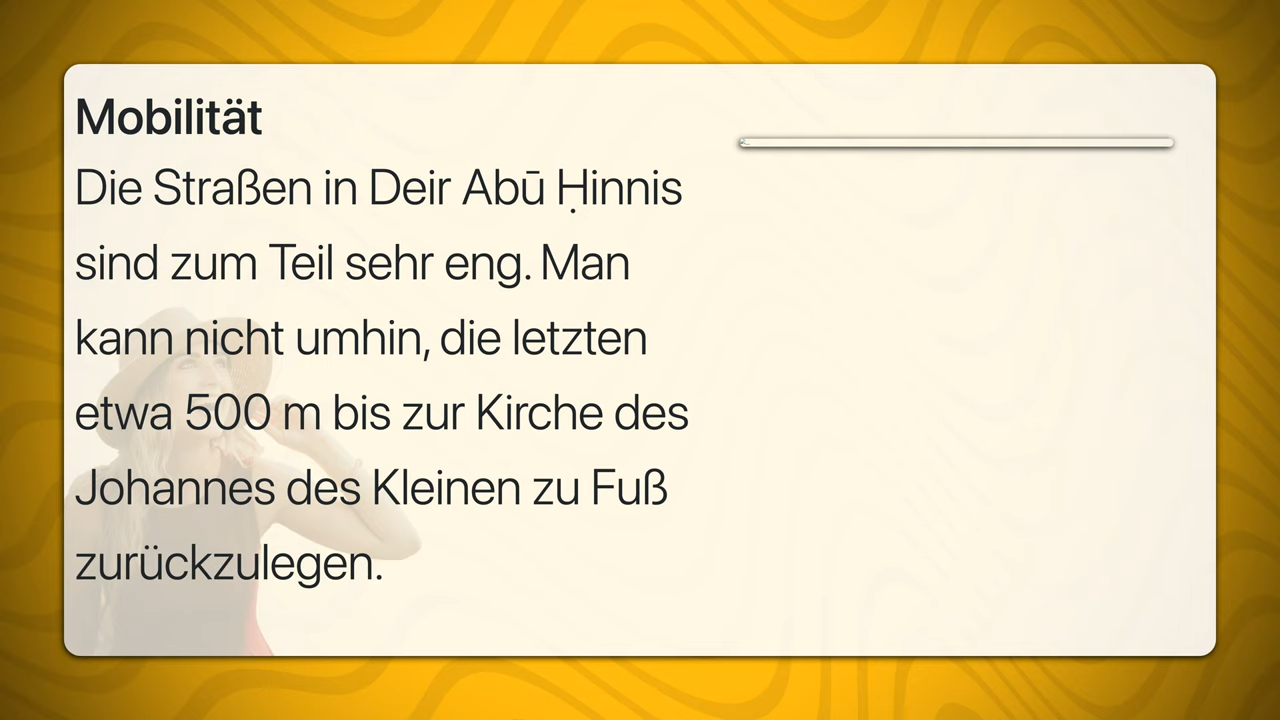 Mobilität
Die Straßen in Deir Abū Ḥinnis
sind zum Teil sehr eng. Man
kann nicht umhin, die letzten
etwa 500 m bis zur Kirche des
Johannes des Kleinen zu Fuß
zurückzulegen.